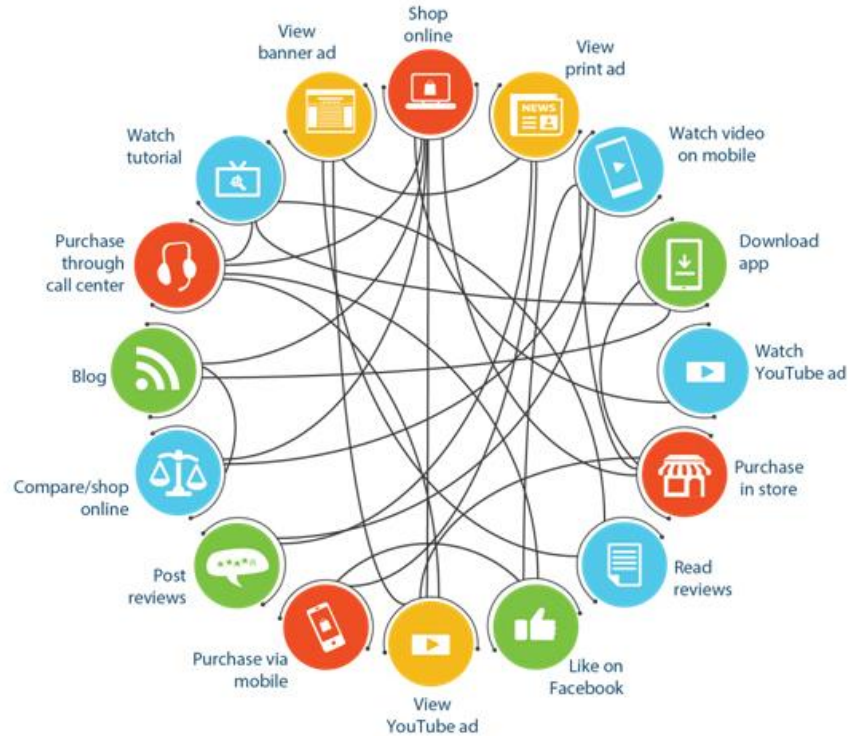 Shop
online
View
print ad
NEWS
Watch video
on mobile
Download
app
Watch
YouTube ad
Purchase
in store
Read
reviews
Like on
Facebook
View
YouTube ad
Purchase via
mobile
Post
reviews
Compare/shop
online
Blog
Purchase
through
call center
Watch
tutorial
View
banner ad